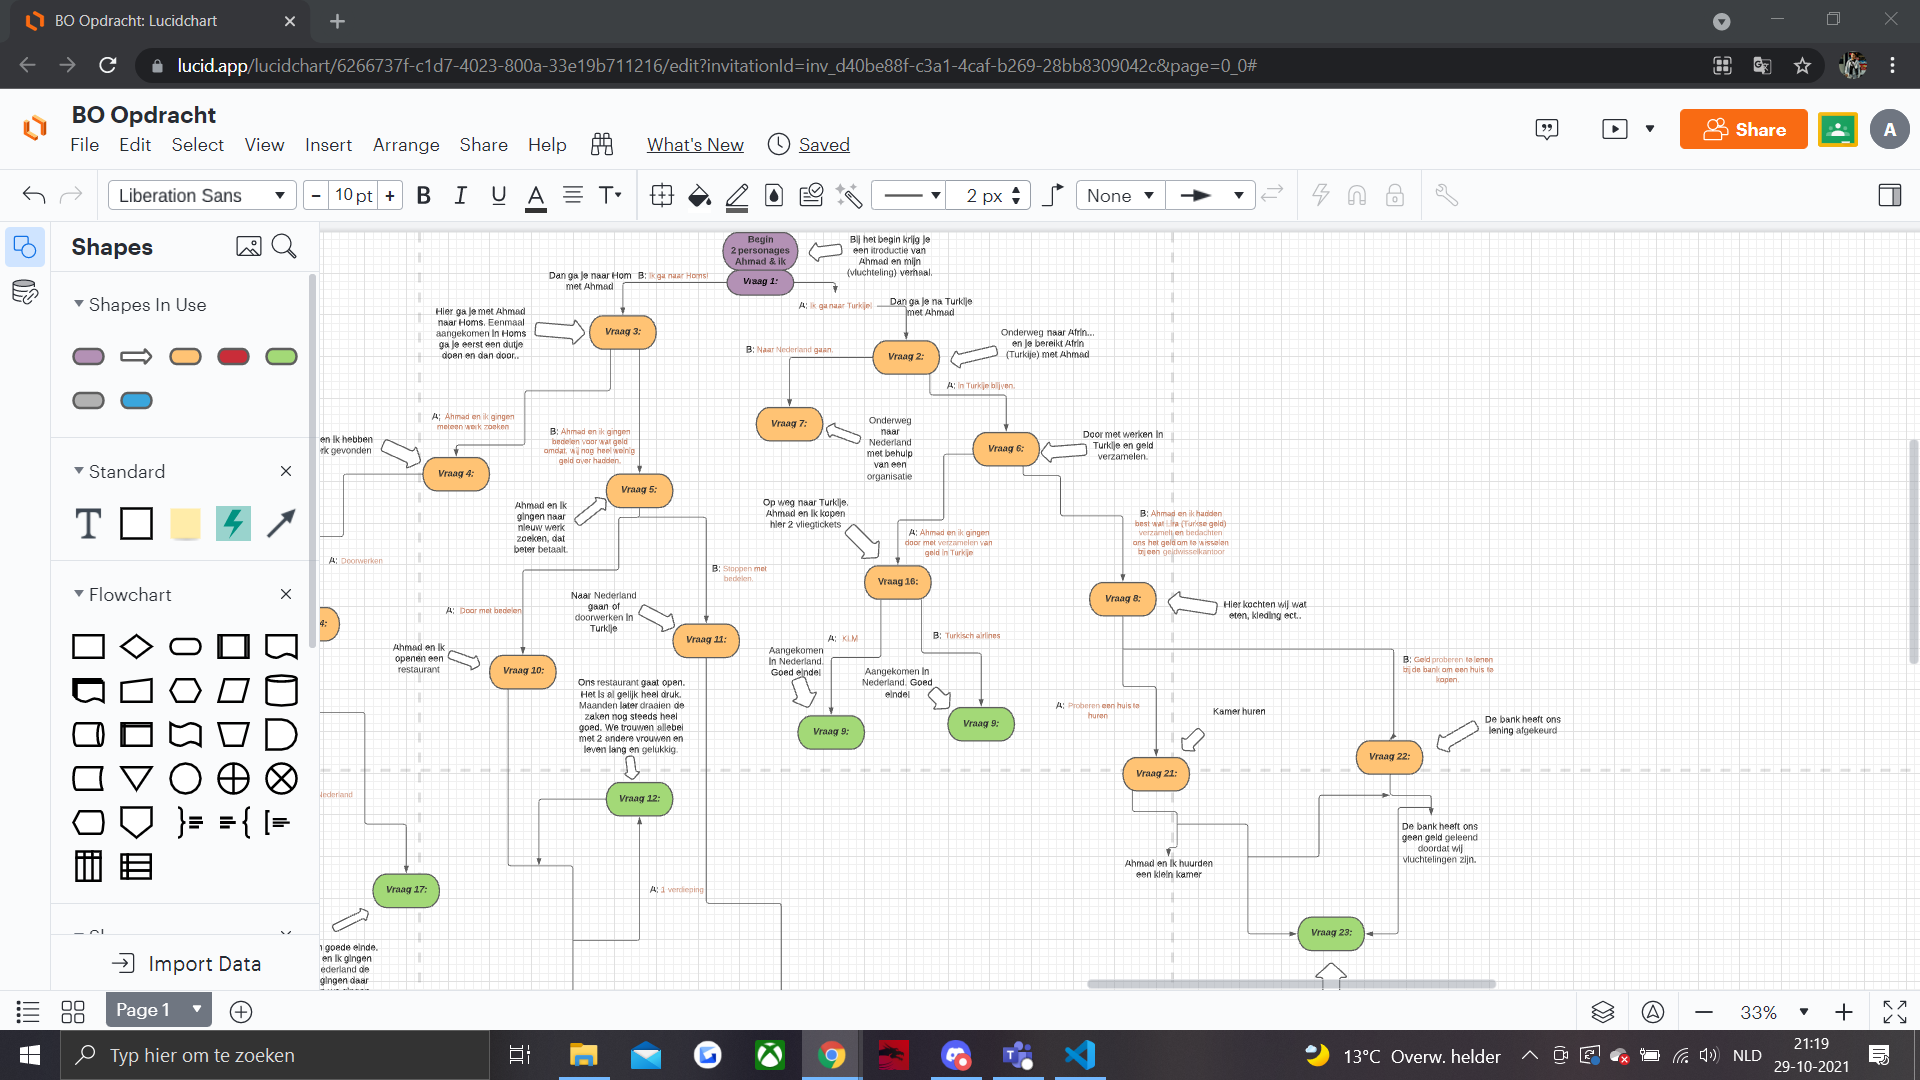 BO Opdracht: Lucidchart
lucid.app/lucidchart/6266737f-c1d7-4023-800a-33e19b711216/edit?invitationId=inv_d40be88f-c3a1-4caf-b269-28bb8309042c&page=0_0#
BO Opdracht
File Edit Select View Insert Arrange Share Help What's New Saved
Share
A
Liberation Sans
10 pt
2 px
None
Shapes
Shapes In Use
Standard
Flowchart
Import Data
Begin
2 personages
Ahmad & ik
Vraag 1:
Bij het begin krijg je
een itroductie van
Ahmad en mijn
(vluchteling) verhaal.
Dan ga je naar Hom
met Ahmad
B: Ik ga naar Homs!
A: Ik ga naar Turkije!
Dan ga je na Turkije
met Ahmad
Hier ga je met Ahmad
naar Homs. Eenmaal
aangekomen in Homs
ga je eerst een dutje
doen en dan door..
Vraag 3:
Onderweg naar Afrin...
en je bereikt Afrin
(Turkije) met Ahmad
Vraag 2:
B: Naar Nederland gaan.
A: In Turkije blijven.
A: Ahmad en ik gingen
meteen werk zoeken
B: Ahmad en ik gingen
bedelen voor wat geld
omdat wij nog heel weinig
geld over hadden.
Vraag 7:
Onderweg
naar
Nederland
met behulp
van een
organisatie
Vraag 6:
Door met werken in
Turkije en geld
verzamelen.
en ik hebben
rk gevonden
Vraag 4:
Vraag 5:
Ahmad en ik
gingen naar
nieuw werk
zoeken, dat
beter betaalt.
Op weg naar Turkije.
Ahmad en ik kopen
hier 2 vliegtickets
A: Ahmad en ik gingen
door met verzamelen van
geld in Turkije
B: Ahmad en ik hadden
best wat Lira (Turkse geld)
verzameld en bedachten
ons het geld om te wisselen
bij een geldwisselkantoor
A: Doorwerken
B: Stoppen met
bedelen.
Vraag 16:
Vraag 8:
Hier kochten wij wat
eten, kleding ect..
A: Door met bedelen
Naar Nederland
gaan of
doorwerken in
Turkije
4:
Vraag 11:
A: KLM
B: Turkisch airlines
Ahmad en ik
openen een
restaurant
Vraag 10:
Aangekomen
in Nederland.
Goed einde!
Aangekomen in
Nederland. Goed
einde!
B: Geld proberen te lenen
bij de bank om een huis te
kopen.
Ons restaurant gaat open.
Het is al gelijk heel druk.
Maanden later draaien de
zaken nog steeds heel
goed. We trouwen allebei
met 2 andere vrouwen en
leven lang en gelukkig.
Vraag 9:
Vraag 9:
A: Proberen een huis te
huren
Kamer huren
De bank heeft ons
lening afgekeurd
Vraag 22:
Vraag 21:
Vraag 12:
ederland
De bank heeft ons
geen geld geleend
doordat wij
vluchtelingen zijn.
Ahmad en ik huurden
een klein kamer
Vraag 17:
A: 1 verdieping
Vraag 23:
goede einde.
en ik gingen
ederland de
gingen daar
Page 1
33%
Typ hier om te zoeken
13°C Overw. helder
NLD
21:19
29-10-2021